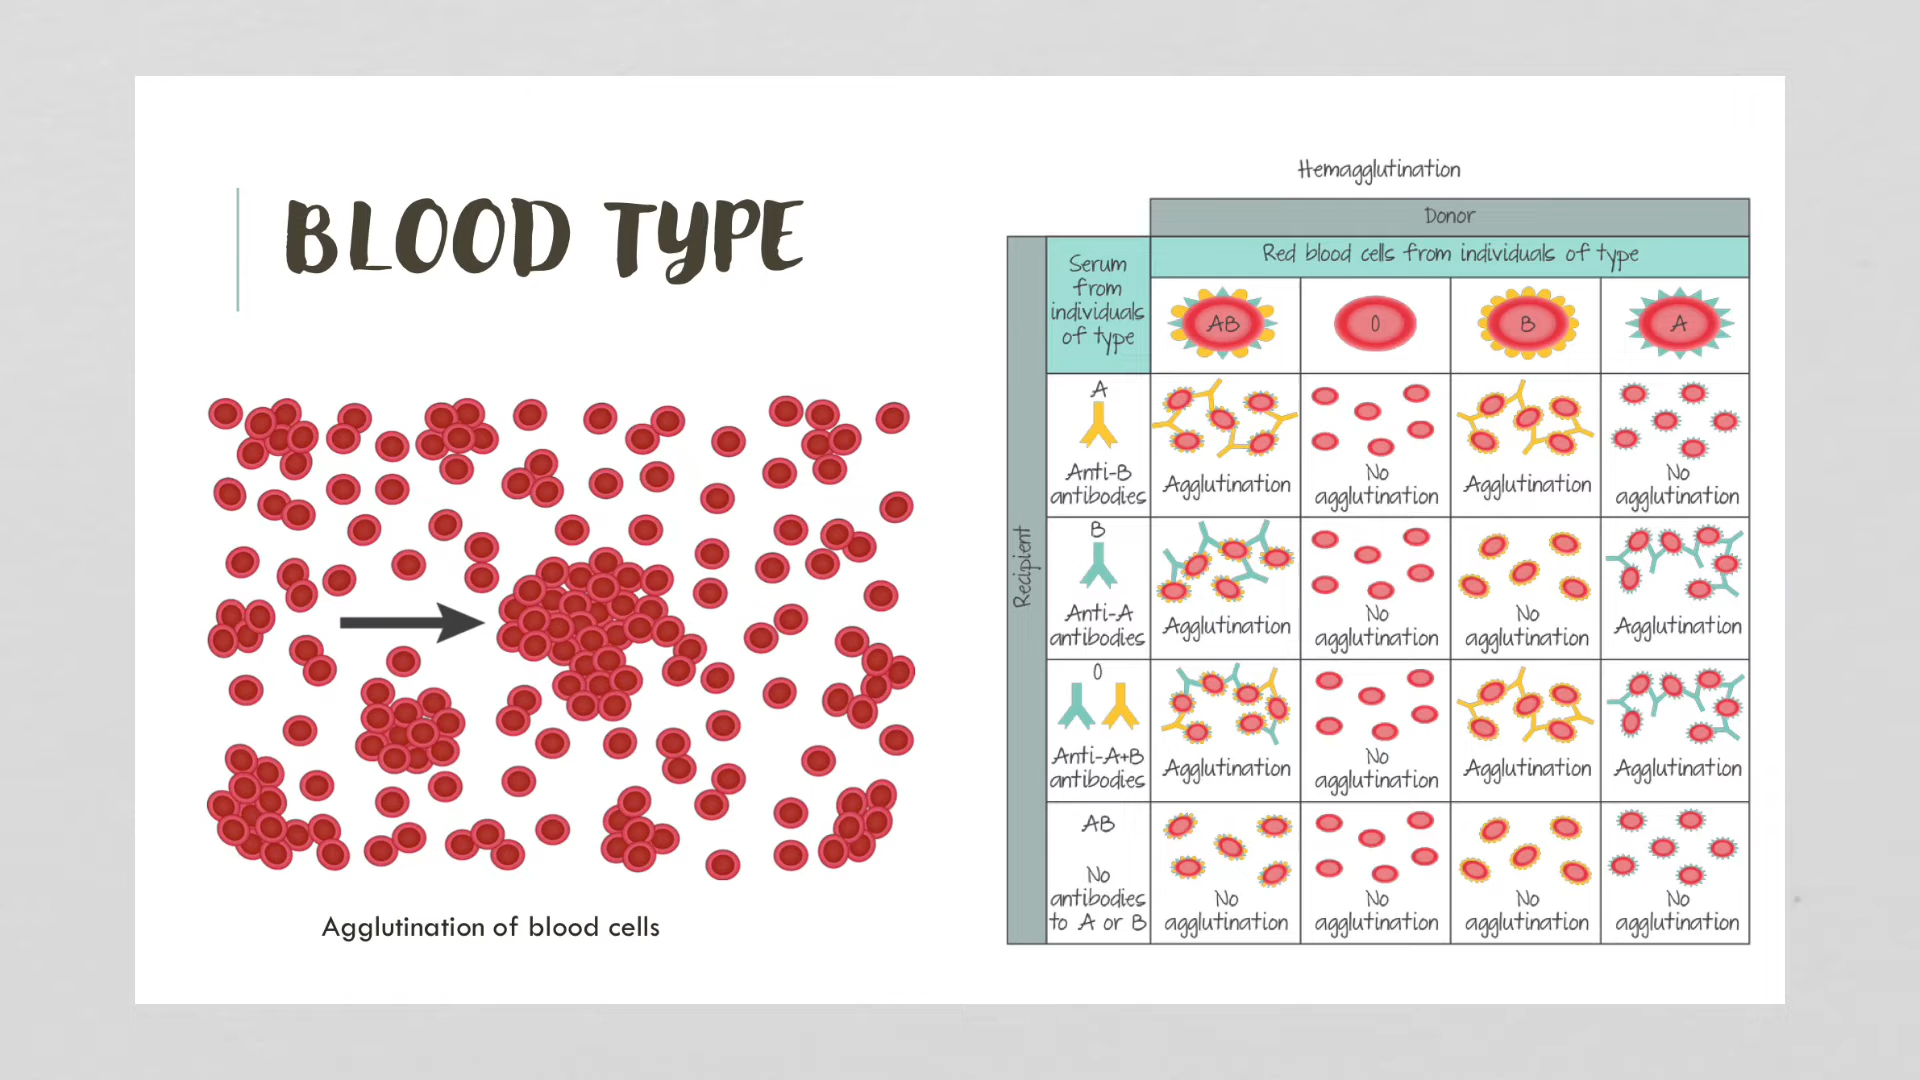 BLOOD TYPE
Agglutination of blood cells
Hemagglutination
Donor
Red blood cells from individuals of type
Serum
from
individuals
of type
AB
0
B
A
Recipient
A
Anti-B
antibodies
Agglutination
No
agglutination
Agglutination
No
agglutination
B
Anti-A
antibodies
Agglutination
No
agglutination
No
agglutination
Agglutination
0
Anti-A+B
antibodies
Agglutination
No
agglutination
Agglutination
Agglutination
AB
No
antibodies
to A or B
No
agglutination
No
agglutination
No
agglutination
No
agglutination